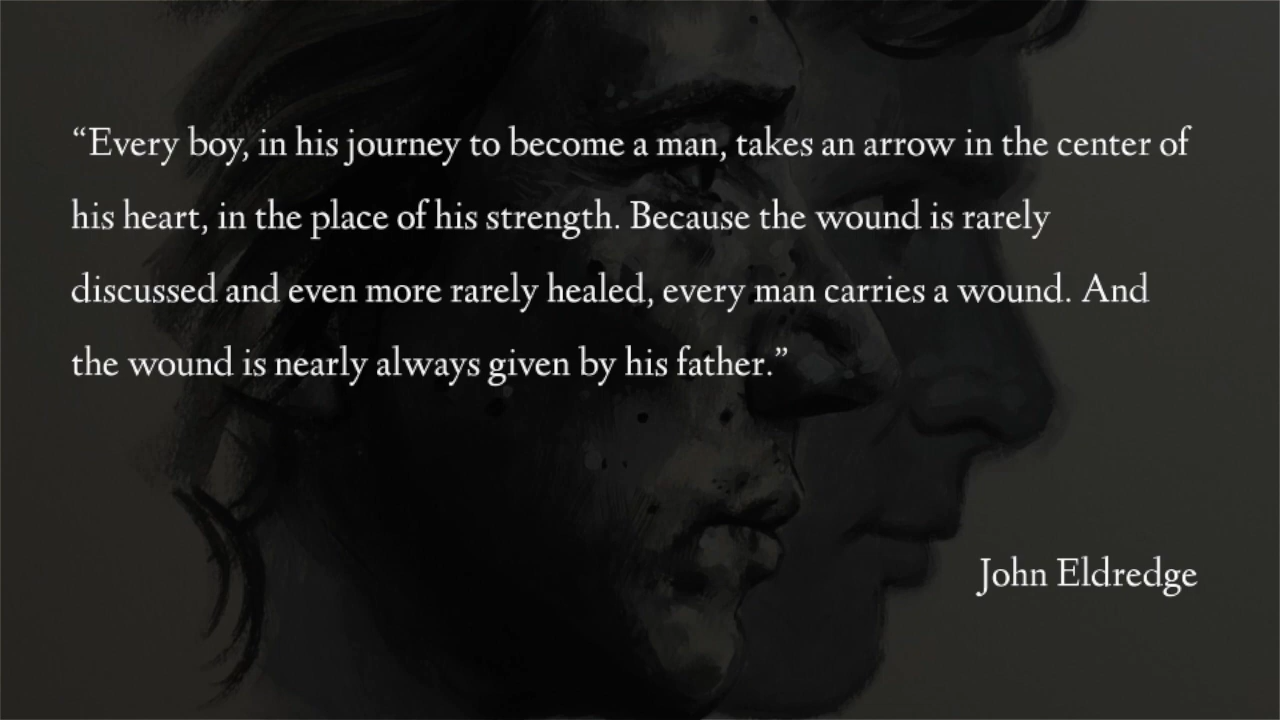 “Every boy, in his journey to become a man, takes an arrow in the center of
his heart, in the place of his strength. Because the wound is rarely
discussed and even more rarely healed, every man carries a wound. And
the wound is nearly always given by his father.”
John Eldredge